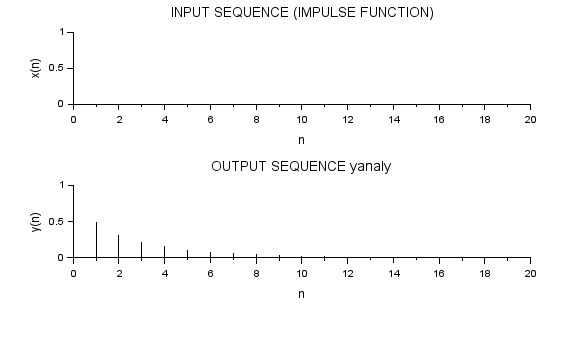 INPUT SEQUENCE (IMPULSE FUNCTION)
1
0.5
0
x(n)
0 2 4 6 8 10 12 14 16 18 20
n
OUTPUT SEQUENCE yanaly
1
0.5
0
y(n)
0 2 4 6 8 10 12 14 16 18 20
n